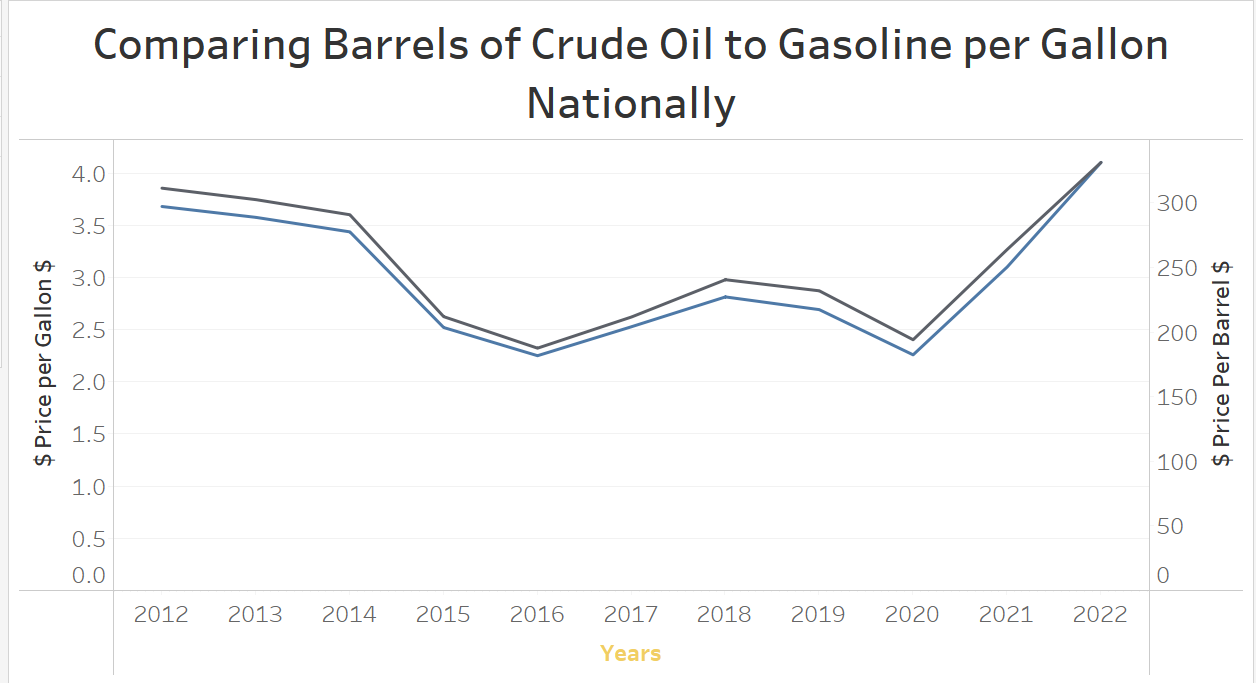 Comparing Barrels of Crude Oil to Gasoline per Gallon
Nationally
$ Price per Gallon $
4.0
3.5
3.0
2.5
2.0
1.5
1.0
0.5
0.0
300
250
200
150
100
50
0
$ Price Per Barrel $
2012 2013 2014 2015 2016 2017 2018 2019 2020 2021 2022
Years